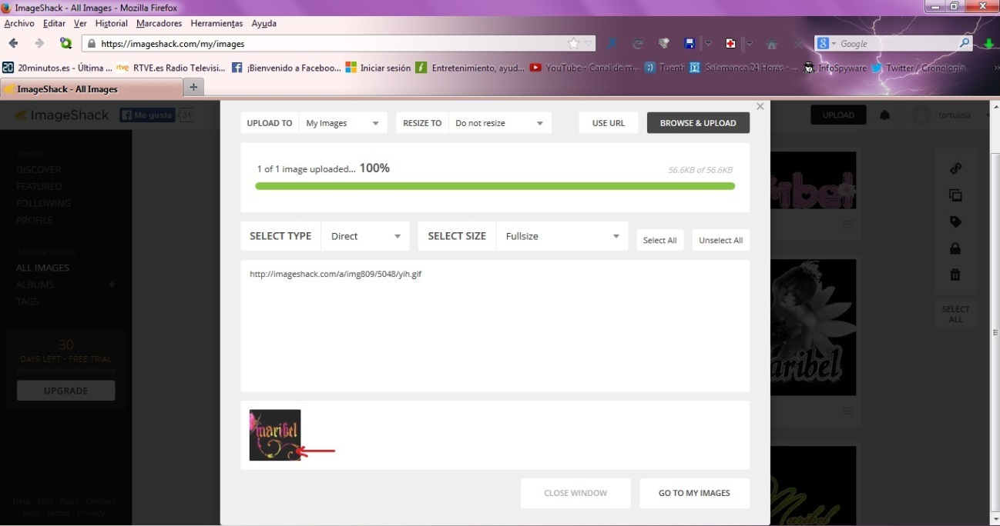 ImageShack - All Images - Mozilla Firefox
Archivo Editar Ver Historial Marcadores Herramientas Ayuda
https://imageshack.com/my/images
Google
20minutos.es - Última ... RTVE.es Radio Televisi... ¡Bienvenido a Faceboo... Iniciar sesión Entretenimiento, ayud... YouTube - Canal de m... Tuenti Salamanca 24 Horas - ... InfoSpyware Twitter / Cronología
ImageShack - All Images
ImageShack Me gusta
UPLOAD tortulala
UPLOAD TO My Images RESIZE TO Do not resize USE URL BROWSE & UPLOAD
1 of 1 image uploaded... 100% 56.6KB of 56.6KB
SELECT TYPE Direct SELECT SIZE Fullsize Select All Unselect All
http://imageshack.com/a/img809/5048/yih.gif
maribel
CLOSE WINDOW GO TO MY IMAGES
Browse
DISCOVER
FEATURED
FOLLOWING
PROFILE
Manage Images
ALL IMAGES
ALBUMS +
TAGS
30
DAYS LEFT • FREE TRIAL
UPGRADE
Help FAQ Apps Contact
Jobs Terms Privacy
ibel
aribel
Maribel
SELECT
ALL